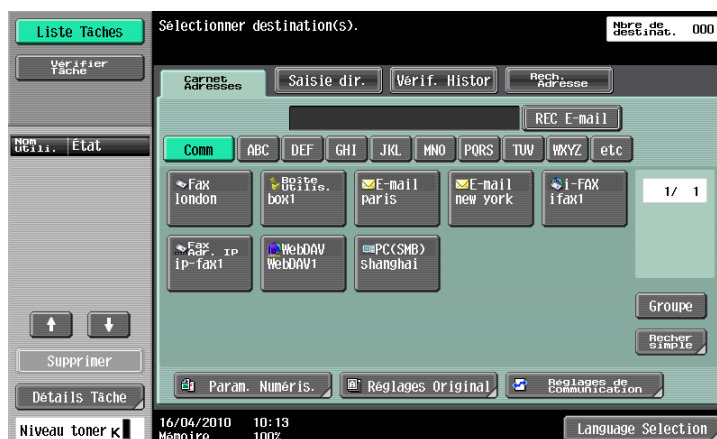 Liste Tâches
Sélectionner destination(s).
Nbre de
destinat. 000
Vérifier
Tâche
Carnet
Adresses
Saisie dir.
Vérif. Histor
Rech.
Adresse
REC E-mail
Nom
Utili. État
Comm ABC DEF GHI JKL MNO PQRS TUV WXYZ etc
Fax
london
Boîte
Utilis.
box1
E-mail
paris
E-mail
new york
i-FAX
ifax1
1/ 1
Fax
Adr. IP
ip-fax1
WebDAV
WebDAV1
PC(SMB)
shanghai
Groupe
Recher
simple
Supprimer
Param. Numéris.
Réglages Original
Réglages de
Communication
Détails Tâche
Niveau toner K
16/04/2010 10:13
Mémoire 100%
Language Selection